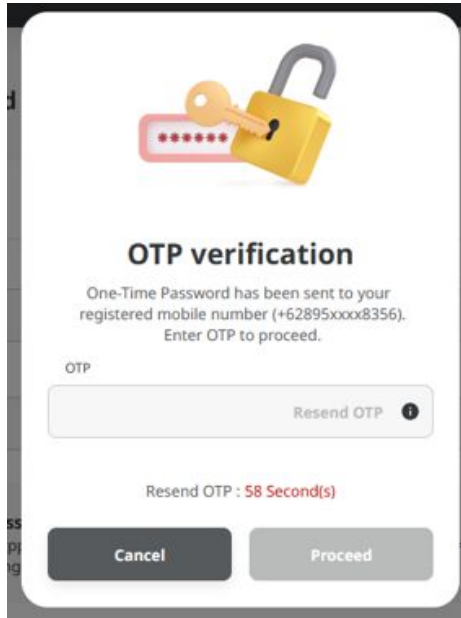 ******
OTP verification
One-Time Password has been sent to your
registered mobile number (+62895xxxx8356).
Enter OTP to proceed.
OTP
Resend OTP
Resend OTP : 58 Second(s)
Cancel
Proceed